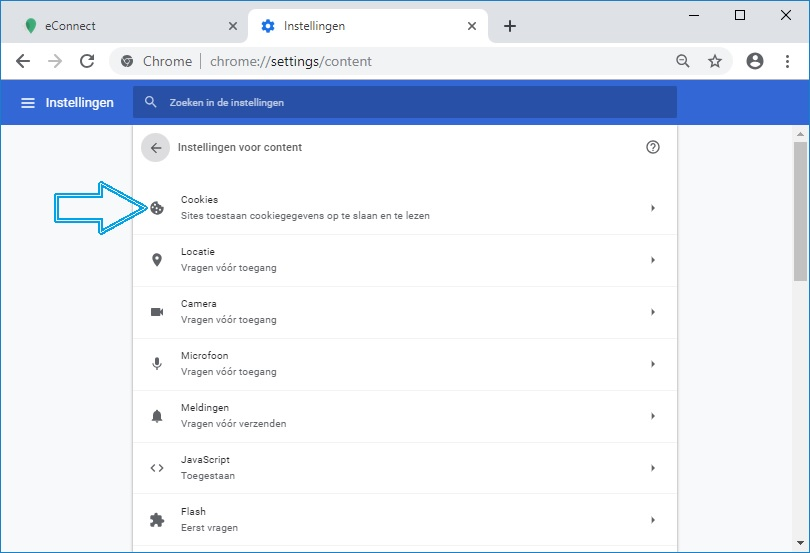 eConnect
Instellingen
Chrome | chrome://settings/content
Instellingen
Zoeken in de instellingen
Instellingen voor content
Cookies
Sites toestaan cookiegegevens op te slaan en te lezen
Locatie
Vragen vóór toegang
Camera
Vragen vóór toegang
Microfoon
Vragen vóór toegang
Meldingen
Vragen vóór verzenden
JavaScript
Toegestaan
Flash
Eerst vragen